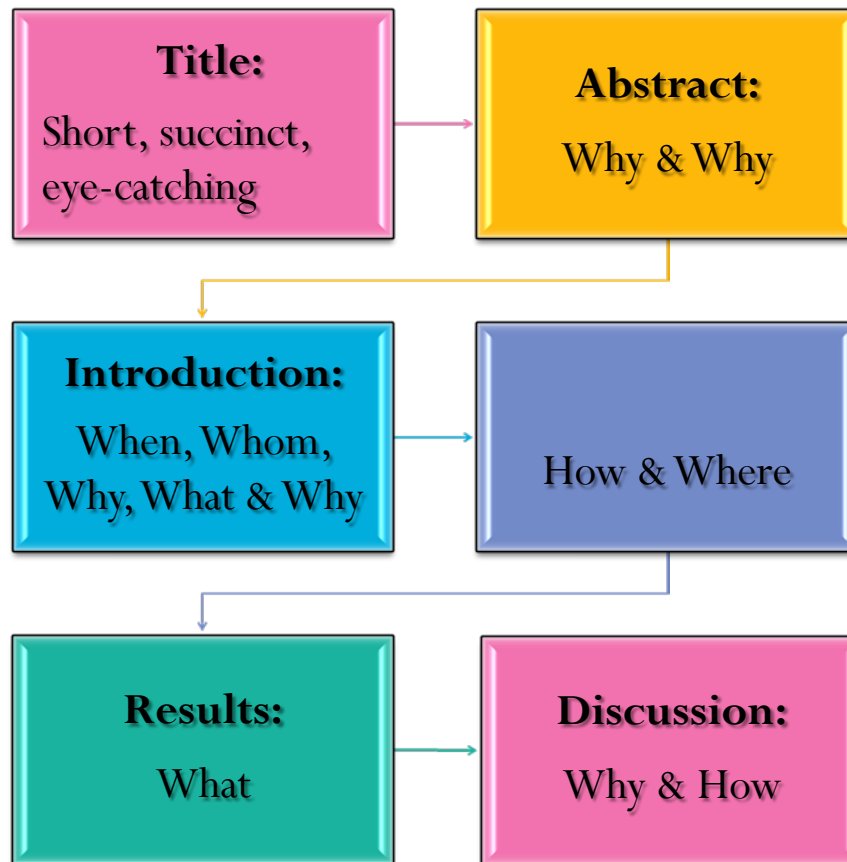 Title:
Short, succinct,
eye-catching
Abstract:
Why & Why
Introduction:
When, Whom,
Why, What & Why
How & Where
Results:
What
Discussion:
Why & How